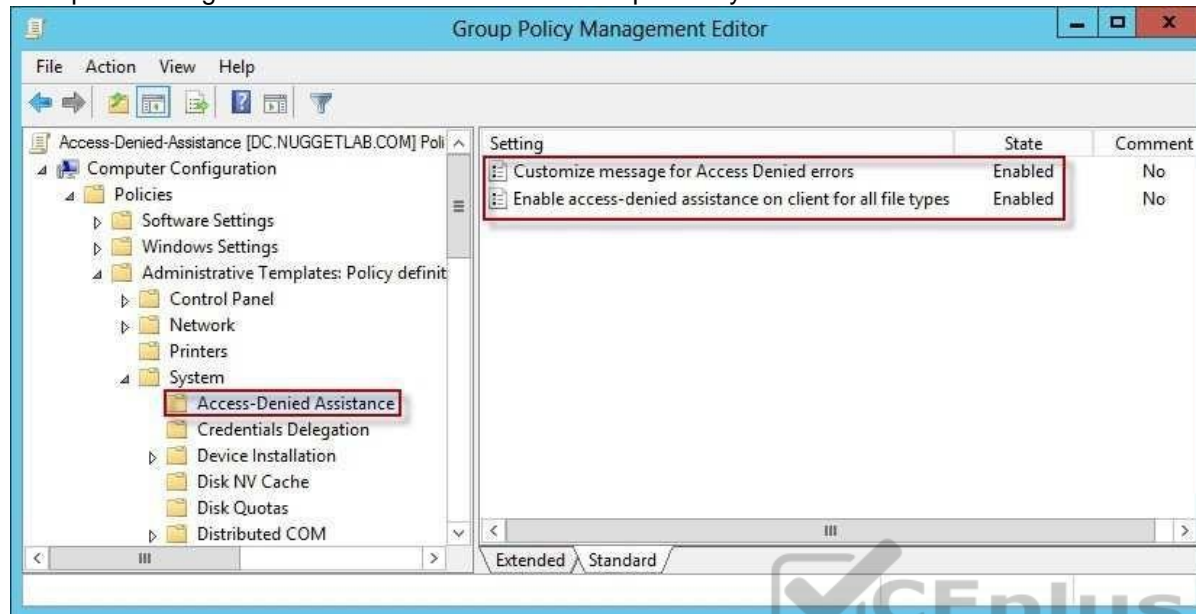 Group Policy Management Editor
File Action View Help
Access-Denied-Assistance [DC.NUGGETLAB.COM] Poli
Computer Configuration
Policies
Software Settings
Windows Settings
Administrative Templates: Policy definit
Control Panel
Network
Printers
System
Access-Denied Assistance
Credentials Delegation
Device Installation
Disk NV Cache
Disk Quotas
Distributed COM
Setting State Comment
Customize message for Access Denied errors Enabled No
Enable access-denied assistance on client for all file types Enabled No
Extended Standard
CEplus